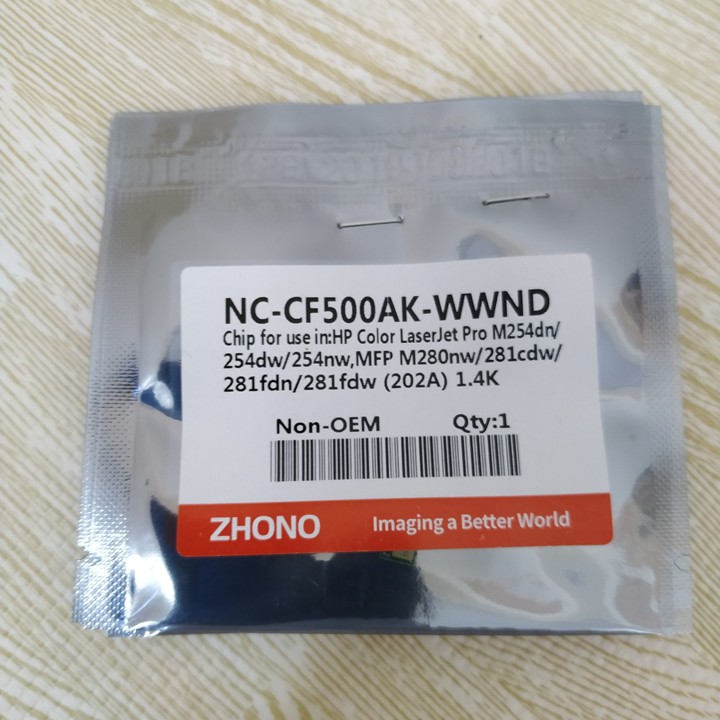 NC-CF500AK-WWND
Chip for use in:HP Color LaserJet Pro M254dn/
254dw/254nw,MFP M280nw/281cdw/
281fdn/281fdw (202A) 1.4K
Non-OEM Qty:1
ZHONO Imaging a Better World